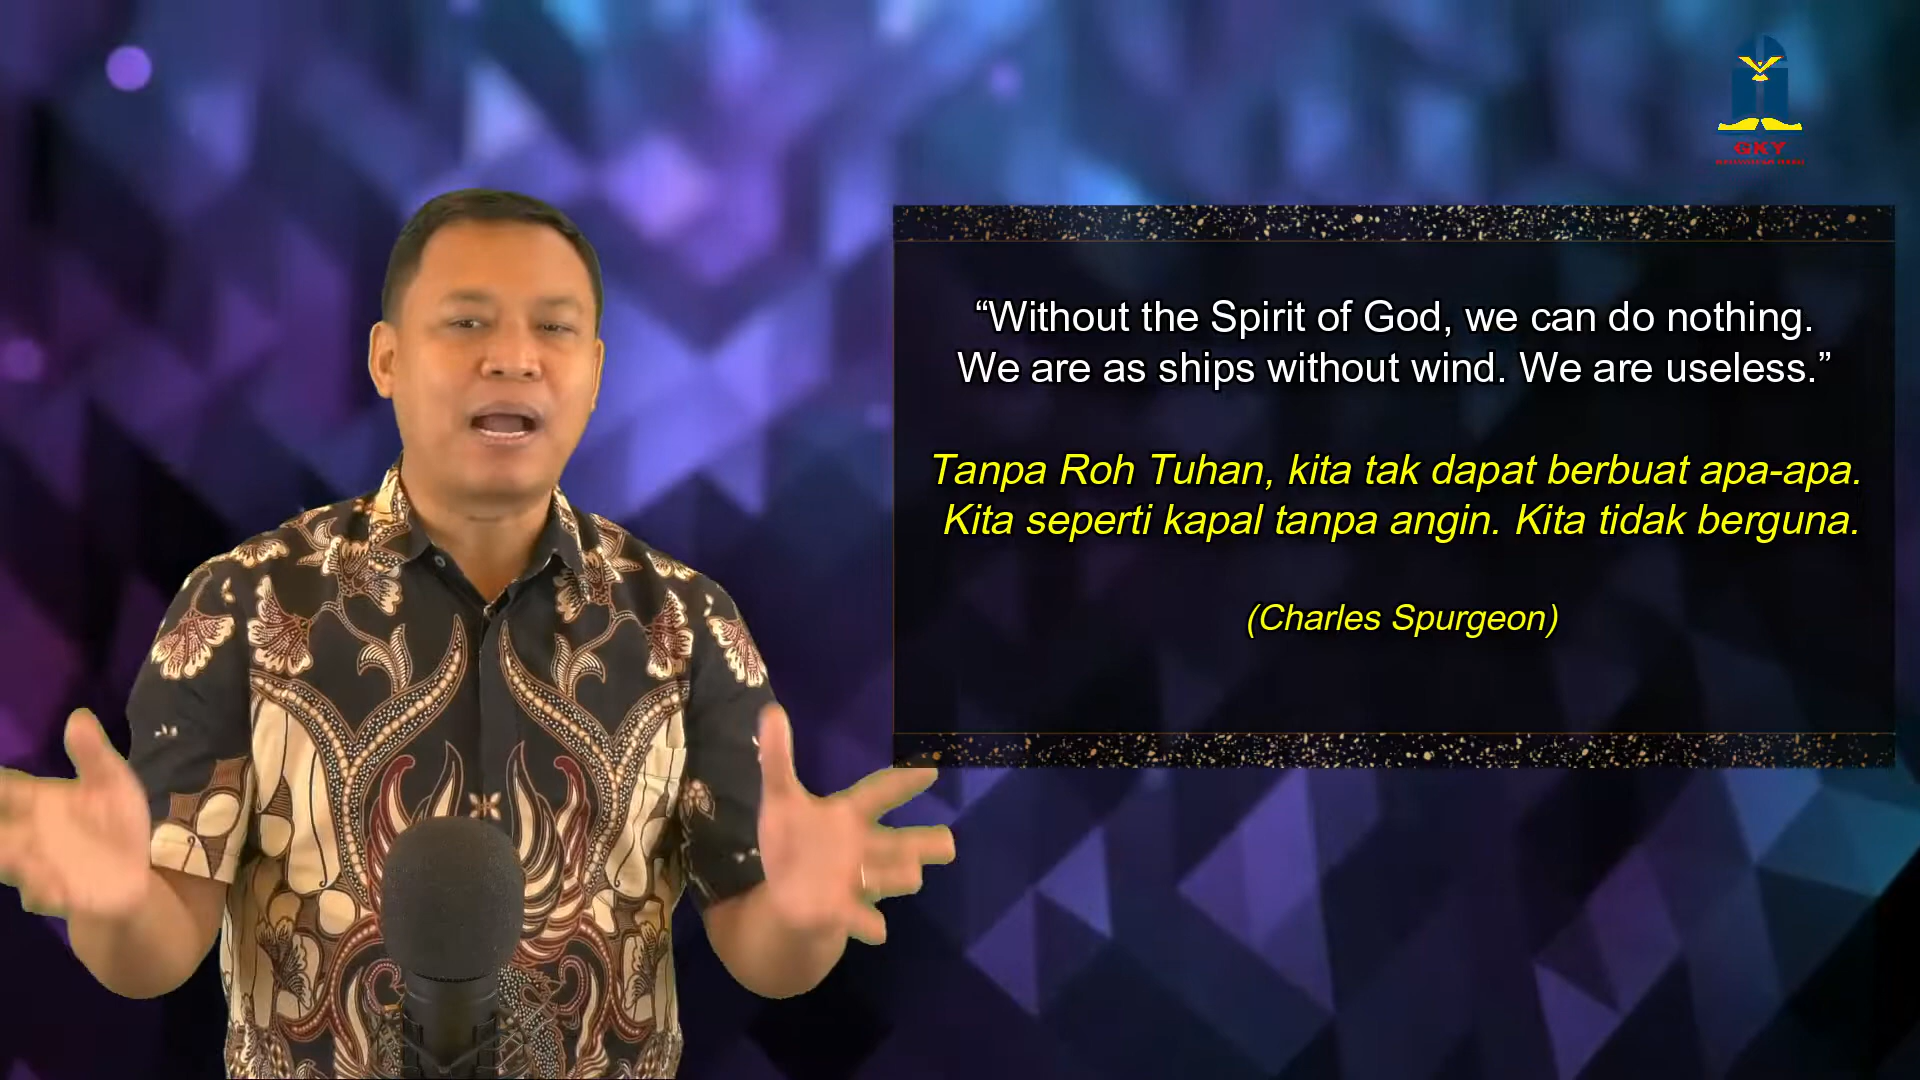 GKY
“Without the Spirit of God, we can do nothing.
We are as ships without wind. We are useless.”
Tanpa Roh Tuhan, kita tak dapat berbuat apa-apa.
Kita seperti kapal tanpa angin. Kita tidak berguna.
(Charles Spurgeon)